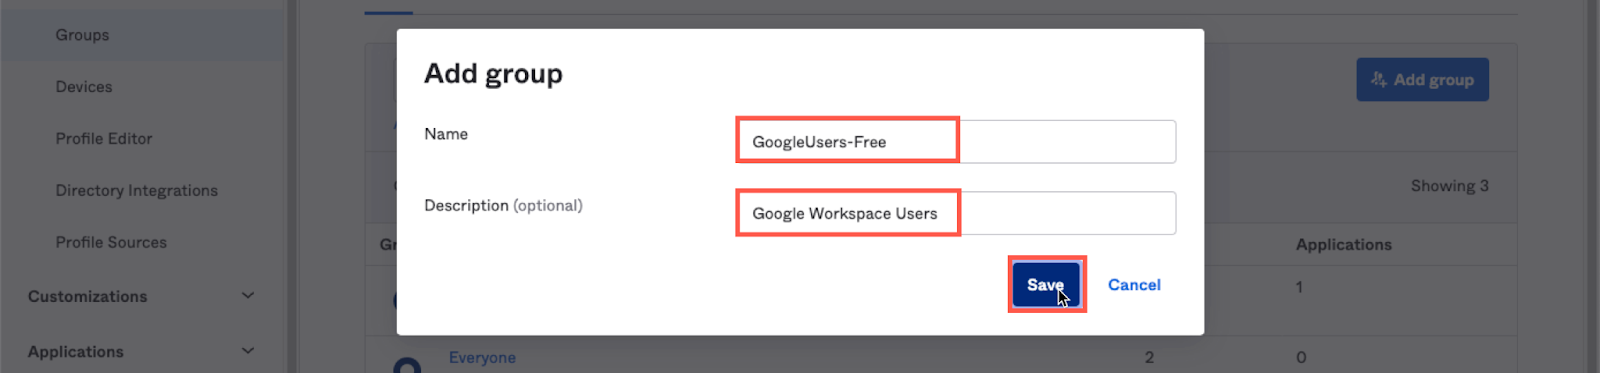 Groups
Devices
Profile Editor
Directory Integrations
Profile Sources
Customizations
Applications
Add group
Name
GoogleUsers-Free
Description (optional)
Google Workspace Users
Save
Cancel
Add group
Showing 3
Applications
1
Everyone
2
0